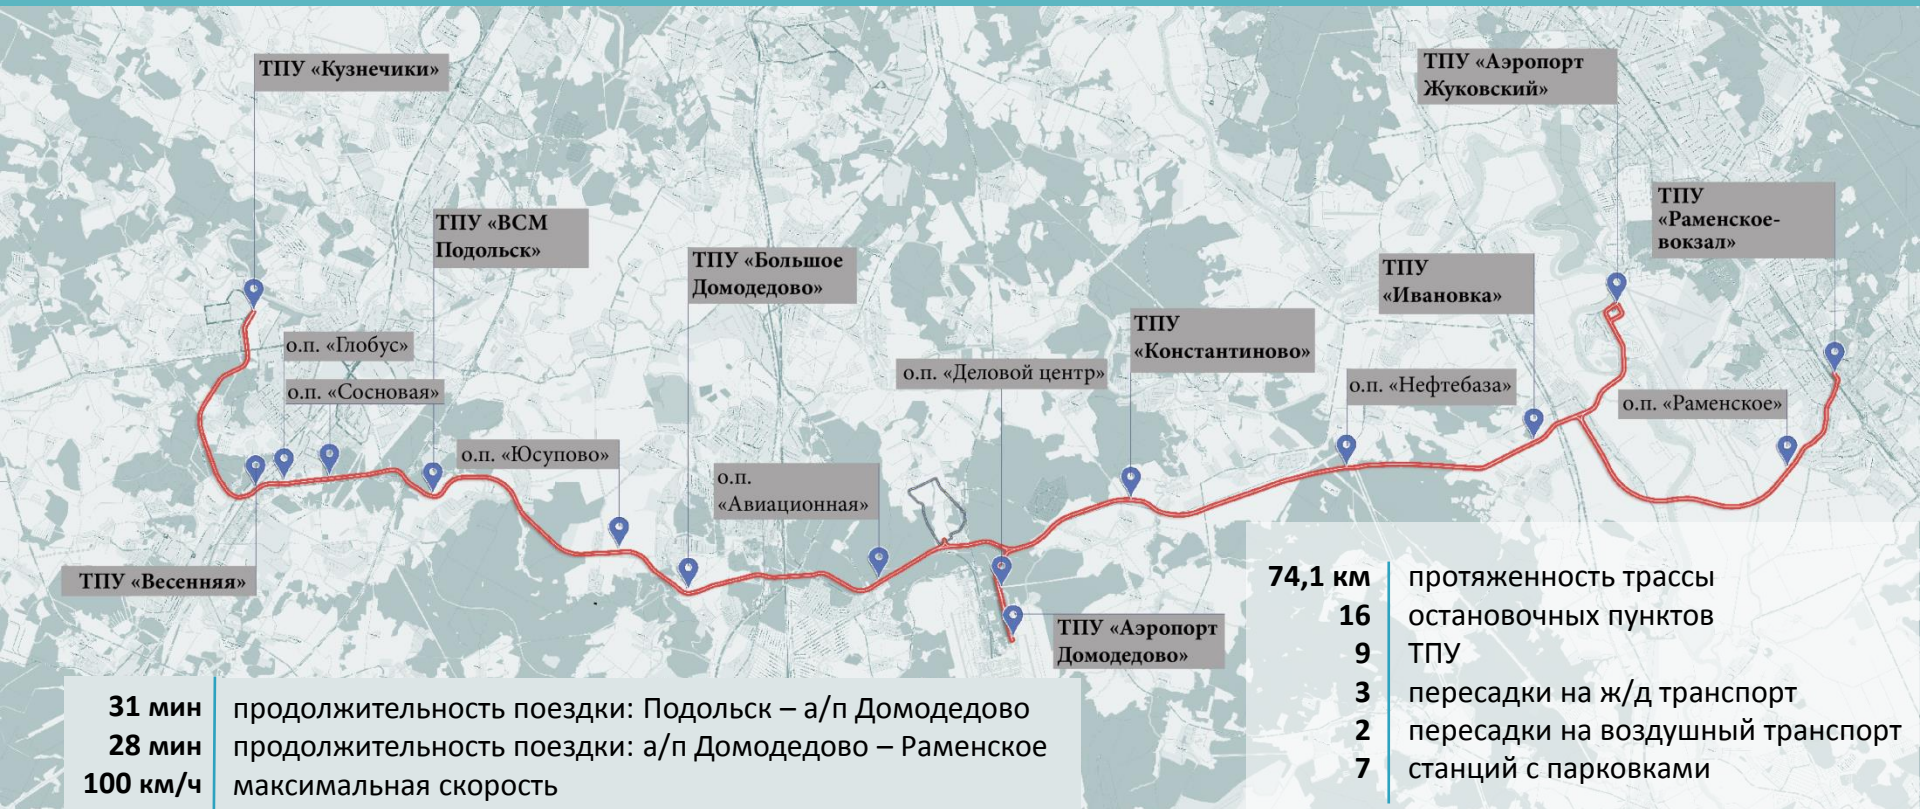 ТПУ «Кузнечики»
ТПУ «Аэропорт
Жуковский»
ТПУ «ВСМ
Подольск»
ТПУ
«Раменское-
вокзал»
ТПУ «Большое
Домодедово»
ТПУ
«Ивановка»
ТПУ
«Константиново»
о.п. «Глобус»
о.п. «Сосновая»
о.п. «Деловой центр»
о.п. «Нефтебаза»
о.п. «Раменское»
о.п. «Юсупово»
о.п.
«Авиационная»
ТПУ «Весенняя»
ТПУ «Аэропорт
Домодедово»
31 мин продолжительность поездки: Подольск – а/п Домодедово
28 мин продолжительность поездки: а/п Домодедово – Раменское
100 км/ч максимальная скорость
74,1 км протяженность трассы
16 остановочных пунктов
9 ТПУ
3 пересадки на ж/д транспорт
2 пересадки на воздушный транспорт
7 станций с парковками